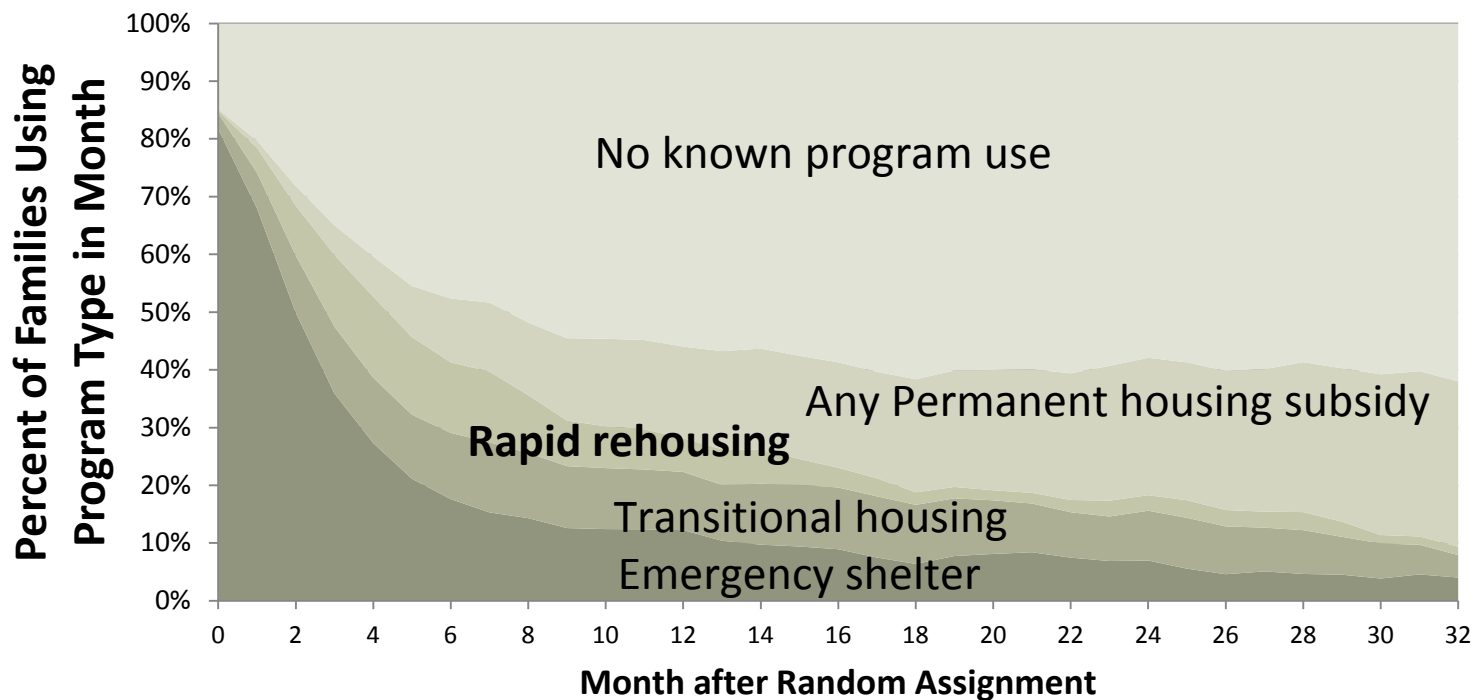 Percent of Families Using
Program Type in Month
100%
90%
80%
70%
60%
50%
40%
30%
20%
10%
0%
No known program use
Any Permanent housing subsidy
Rapid rehousing
Transitional housing
Emergency shelter
0 2 4 6 8 10 12 14 16 18 20 22 24 26 28 30 32
Month after Random Assignment